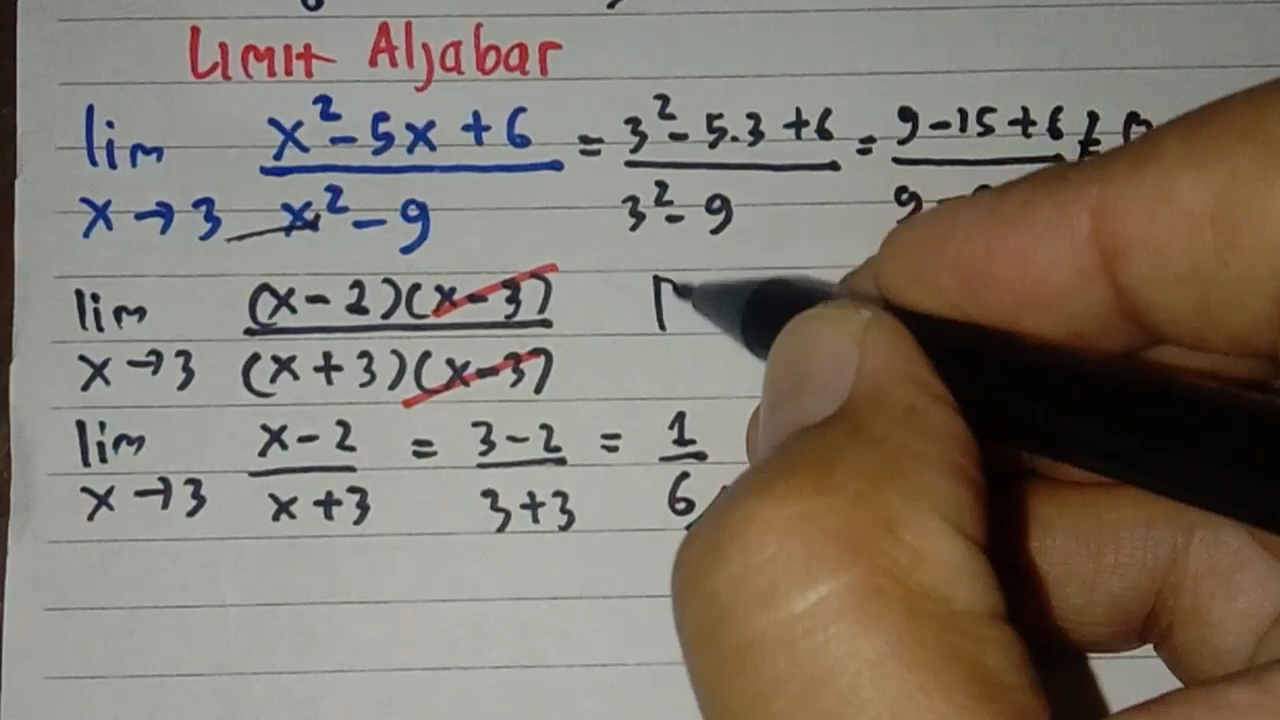 Limit Aljabar
lim x→3 x²-5x+6 / x²-9 = 3²-5.3+6 / 3²-9 = 9-15+6 / 9-
lim x→3 (x-2)(x-3) / (x+3)(x-3)
lim x→3 x-2 / x+3 = 3-2 / 3+3 = 1 / 6